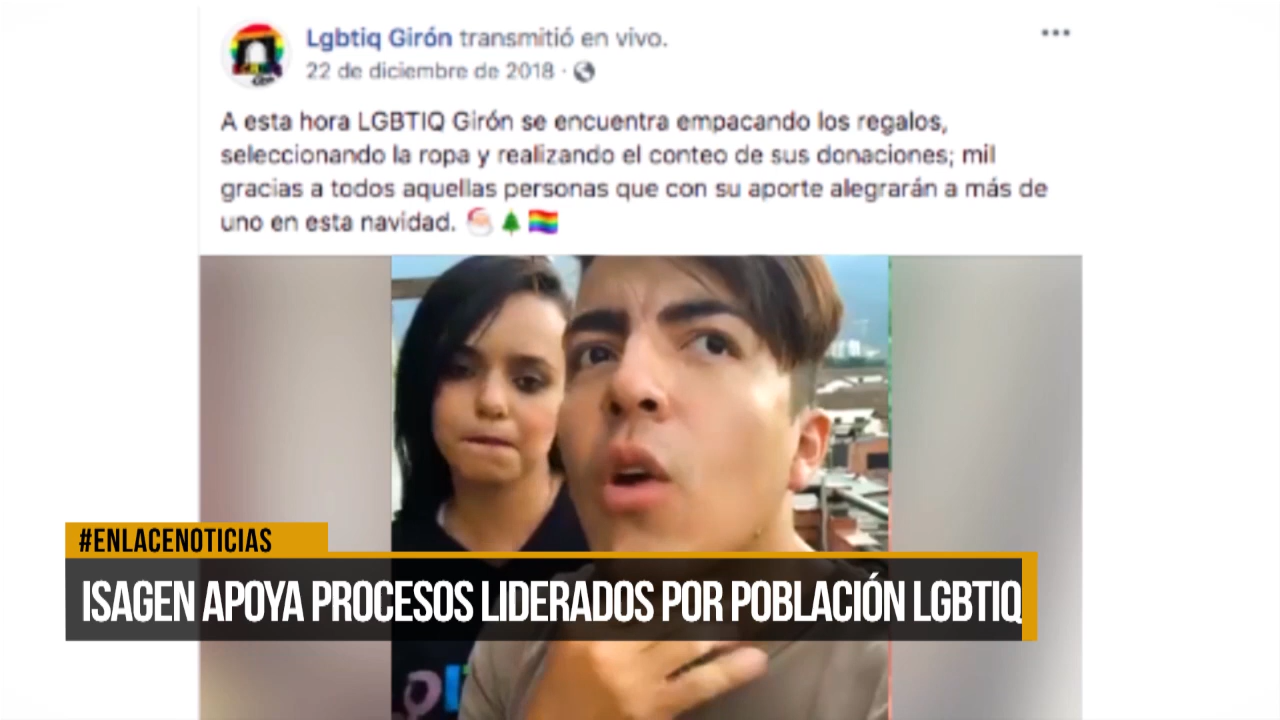 Lgbtiq Girón transmitió en vivo.
22 de diciembre de 2018 ·
A esta hora LGBTIQ Girón se encuentra empacando los regalos,
seleccionando la ropa y realizando el conteo de sus donaciones; mil
gracias a todos aquellas personas que con su aporte alegrarán a más de
uno en esta navidad. 🎅🌲🏳️‍🌈
#ENLACENOTICIAS
ISAGEN APOYA PROCESOS LIDERADOS POR POBLACIÓN LGBTIQ